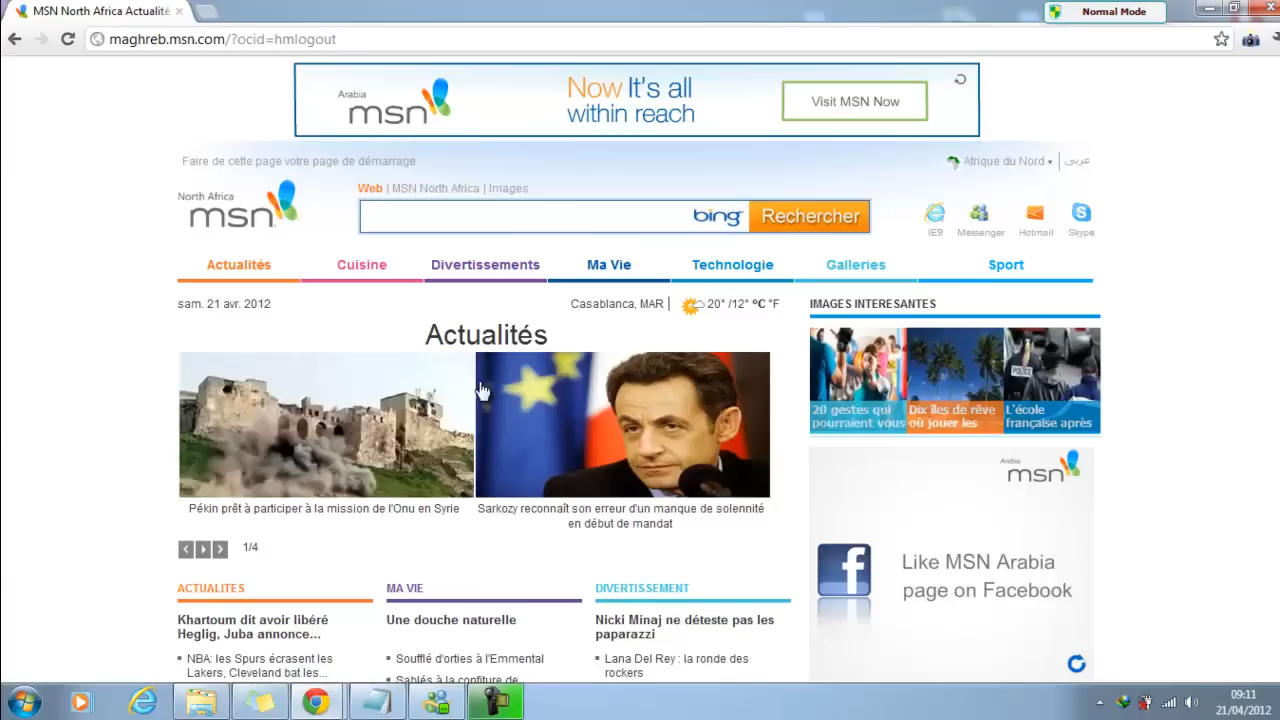 MSN North Africa Actualité
Normal Mode
maghreb.msn.com/?ocid=hmlogout
Arabia
msn
Now It's all
within reach
Visit MSN Now
Faire de cette page votre page de démarrage
Afrique du Nord
عربى
North Africa
msn
Web | MSN North Africa | Images
bing
Rechercher
IE9
Messenger
Hotmail
Skype
Actualités
Cuisine
Divertissements
Ma Vie
Technologie
Galleries
Sport
sam. 21 avr. 2012
Casablanca, MAR | 20° /12° ºC °F
IMAGES INTERESANTES
Actualités
POLICE
20 gestes qui
pourraient vous
Dix îles de rêve
où jouer les
L'école
française après
Pékin prêt à participer à la mission de l'Onu en Syrie
Sarkozy reconnaît son erreur d'un manque de solennité
en début de mandat
1/4
Arabia
msn
Like MSN Arabia
page on Facebook
ACTUALITES
Khartoum dit avoir libéré
Heglig, Juba annonce...
NBA: les Spurs écrasent les
Lakers, Cleveland bat les...
MA VIE
Une douche naturelle
Soufflé d'orties à l'Emmental
Sablés à la confiture de
DIVERTISSEMENT
Nicki Minaj ne déteste pas les
paparazzi
Lana Del Rey : la ronde des
rockers
09:11
21/04/2012